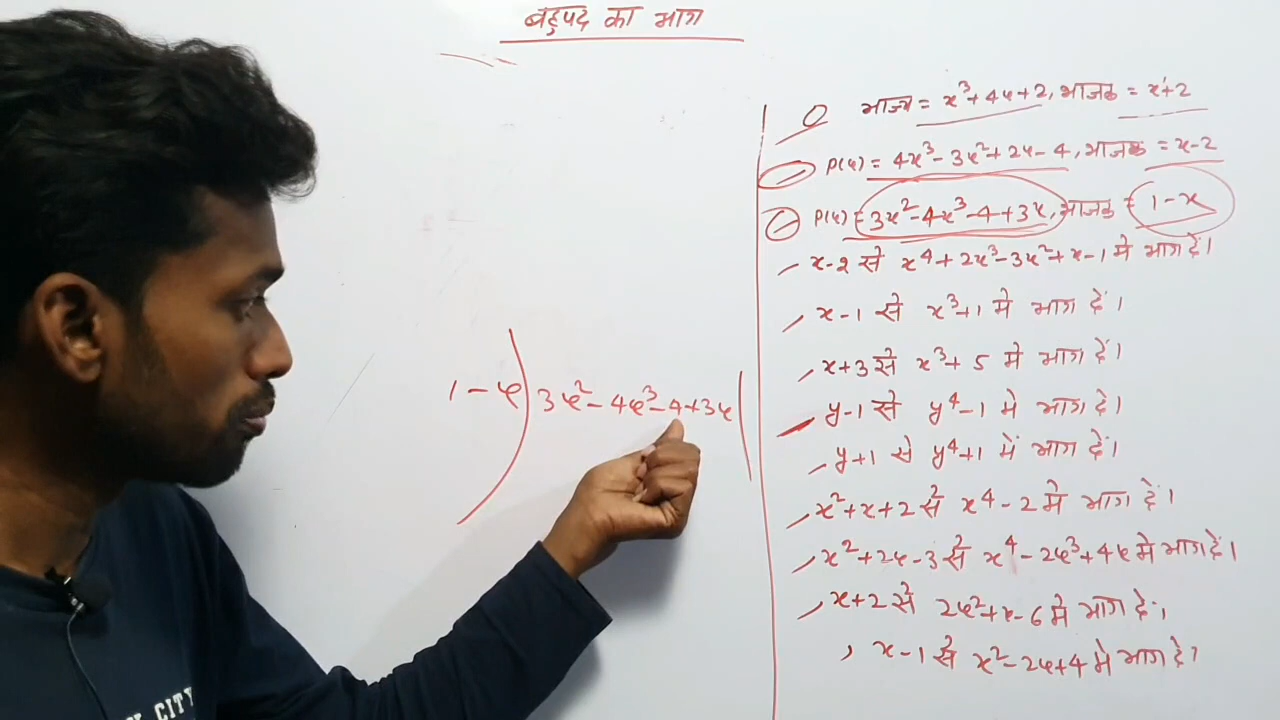 बहुपद का भाग
भाज्य = x³+4x+2, भाजक = x+2
P(x) = 4x³-3x²+2x-4, भाजक = x-2
P(x) = 3x²-4x³-4+3x, भाजक = 1-x
x-2 से x⁴+2x³-3x²+x-1 मे भाग दें।
x-1 से x³+1 मे भाग दें।
x+3 से x³+5 मे भाग दें।
y-1 से y⁴-1 मे भाग दें।
y+1 से y⁴+1 में भाग दें।
x²+x+2 से x⁴-2 मे भाग दें।
x²+2x-3 से x⁴-2x³+4x मे भाग दें।
x+2 से 2x²+x-6 मे भाग दें।
x-1 से x²-2x+4 मे भाग दें।
1-x) 3x²-4x³-4+3x (
CITY